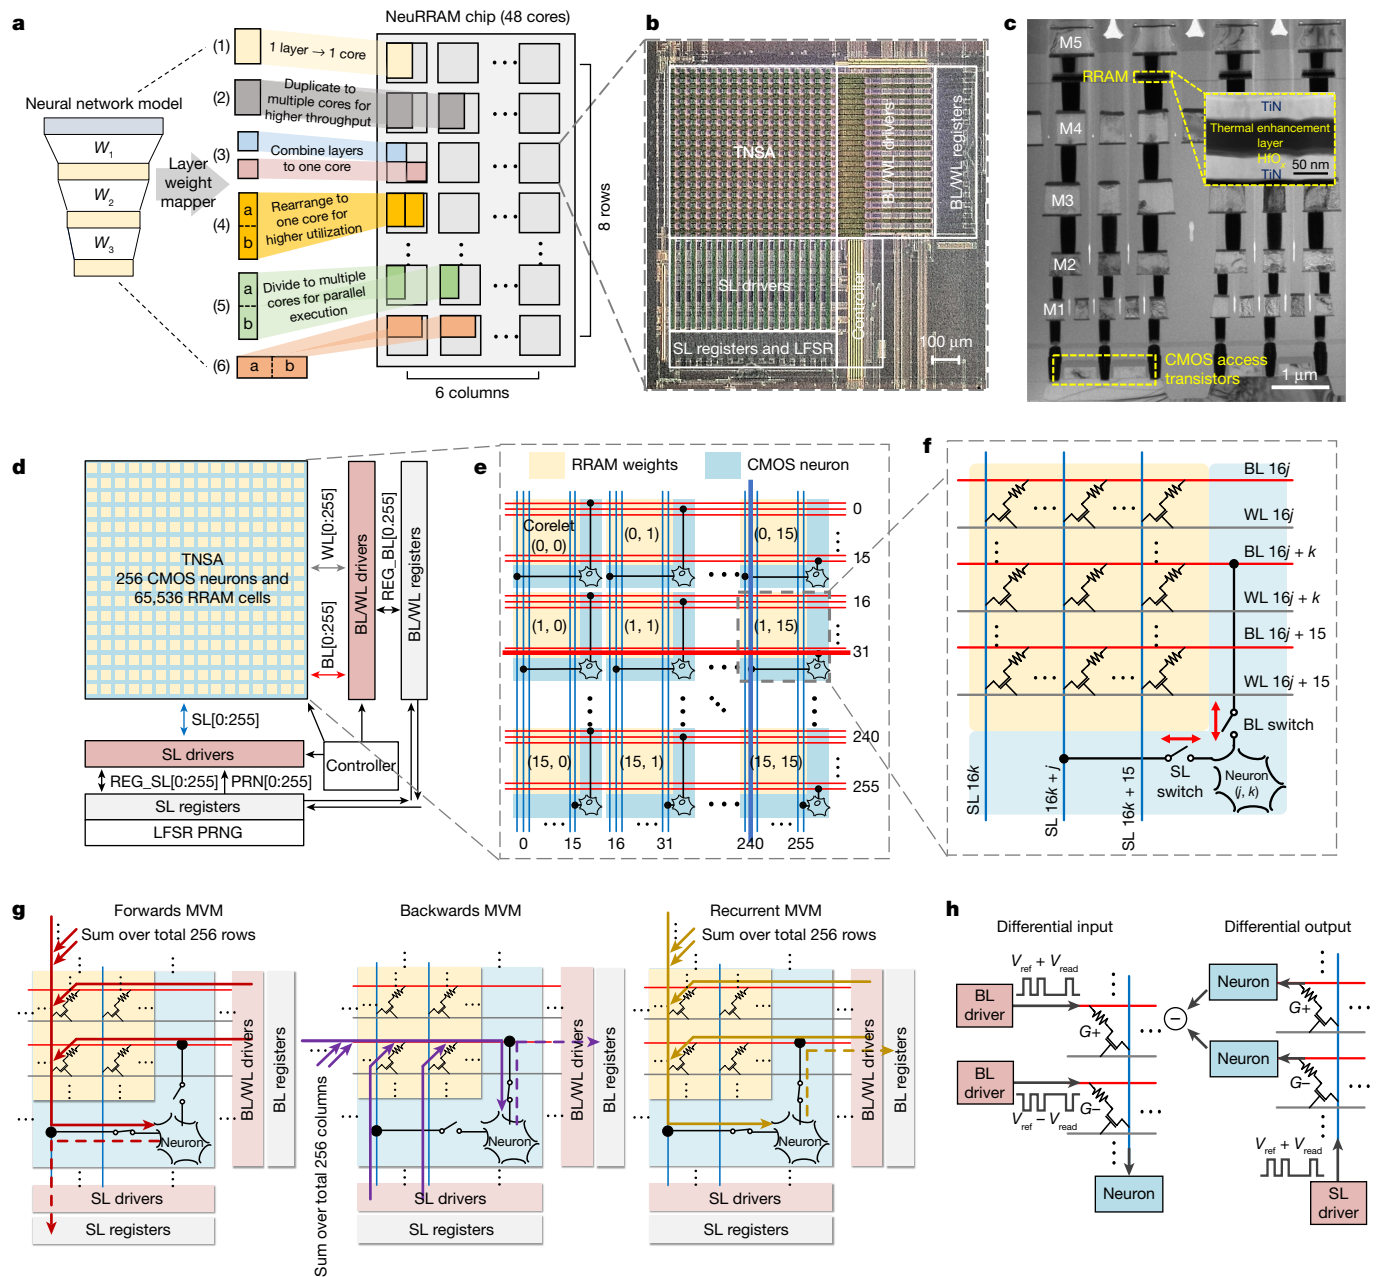 a
NeuRRAM chip (48 cores)
Neural network model
W1
W2
W3
Layer
weight
mapper
(1)
1 layer → 1 core
(2)
Duplicate to
multiple cores for
higher throughput
(3)
Combine layers
to one core
(4)
a
b
Rearrange to
one core for
higher utilization
(5)
a
b
Divide to multiple
cores for parallel
execution
(6)
a
b
8 rows
6 columns
b
TNSA
BL/WL drivers
BL/WL registers
SL drivers
Controller
SL registers and LFSR
100 μm
c
M5
RRAM
M4
M3
M2
M1
TiN
Thermal enhancement
layer
HfOx
TiN
50 nm
CMOS access
transistors
1 μm
d
TNSA
256 CMOS neurons and
65,536 RRAM cells
WL[0:255]
BL[0:255]
BL/WL drivers
REG_BL[0.255]
BL/WL registers
SL[0:255]
SL drivers
Controller
REG_SL[0:255]
PRN[0:255]
SL registers
LFSR PRNG
e
RRAM weights
CMOS neuron
Corelet
(0, 0)
(0, 1)
(0, 15)
(1, 0)
(1, 1)
(1, 15)
(15, 0)
(15, 1)
(15, 15)
0
15
16
31
240
255
0
15
16
31
240
255
f
BL 16j
WL 16j
BL 16j + k
WL 16j + k
BL 16j + 15
WL 16j + 15
BL switch
SL
switch
Neuron
(j, k)
SL 16k
SL 16k + j
SL 16k + 15
g
Forwards MVM
Sum over total 256 rows
Neuron
BL/WL drivers
BL registers
SL drivers
SL registers
Backwards MVM
Sum over total 256 columns
Neuron
BL/WL drivers
BL registers
SL drivers
SL registers
Recurrent MVM
Sum over total 256 rows
Neuron
BL/WL drivers
BL registers
SL drivers
SL registers
h
Differential input
Vref + Vread
BL
driver
G+
BL
driver
G−
Vref − Vread
Neuron
Differential output
Neuron
G+
−
Neuron
G−
Vref + Vread
SL
driver